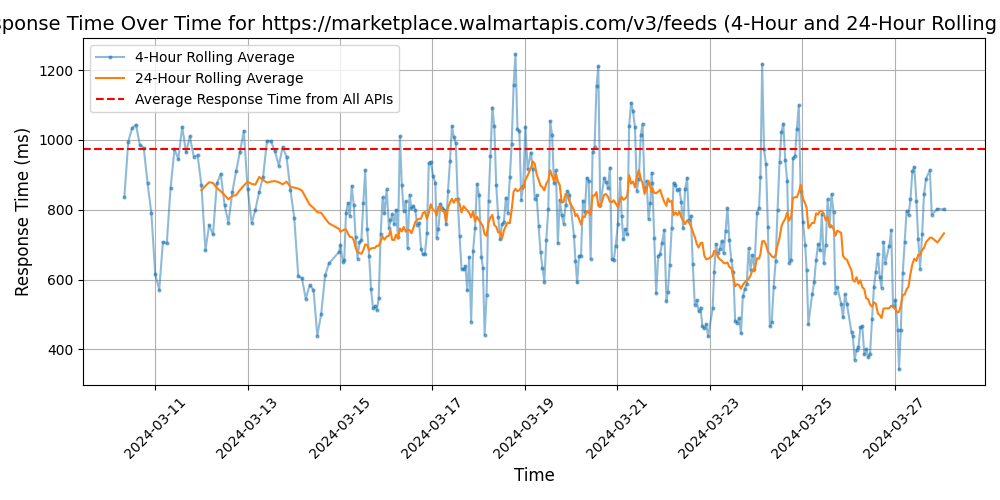 ponse Time Over Time for https://marketplace.walmartapis.com/v3/feeds (4-Hour and 24-Hour Rolling
4-Hour Rolling Average
24-Hour Rolling Average
Average Response Time from All APIs
Response Time (ms)
1200
1000
800
600
400
2024-03-11
2024-03-13
2024-03-15
2024-03-17
2024-03-19
2024-03-21
2024-03-23
2024-03-25
2024-03-27
Time